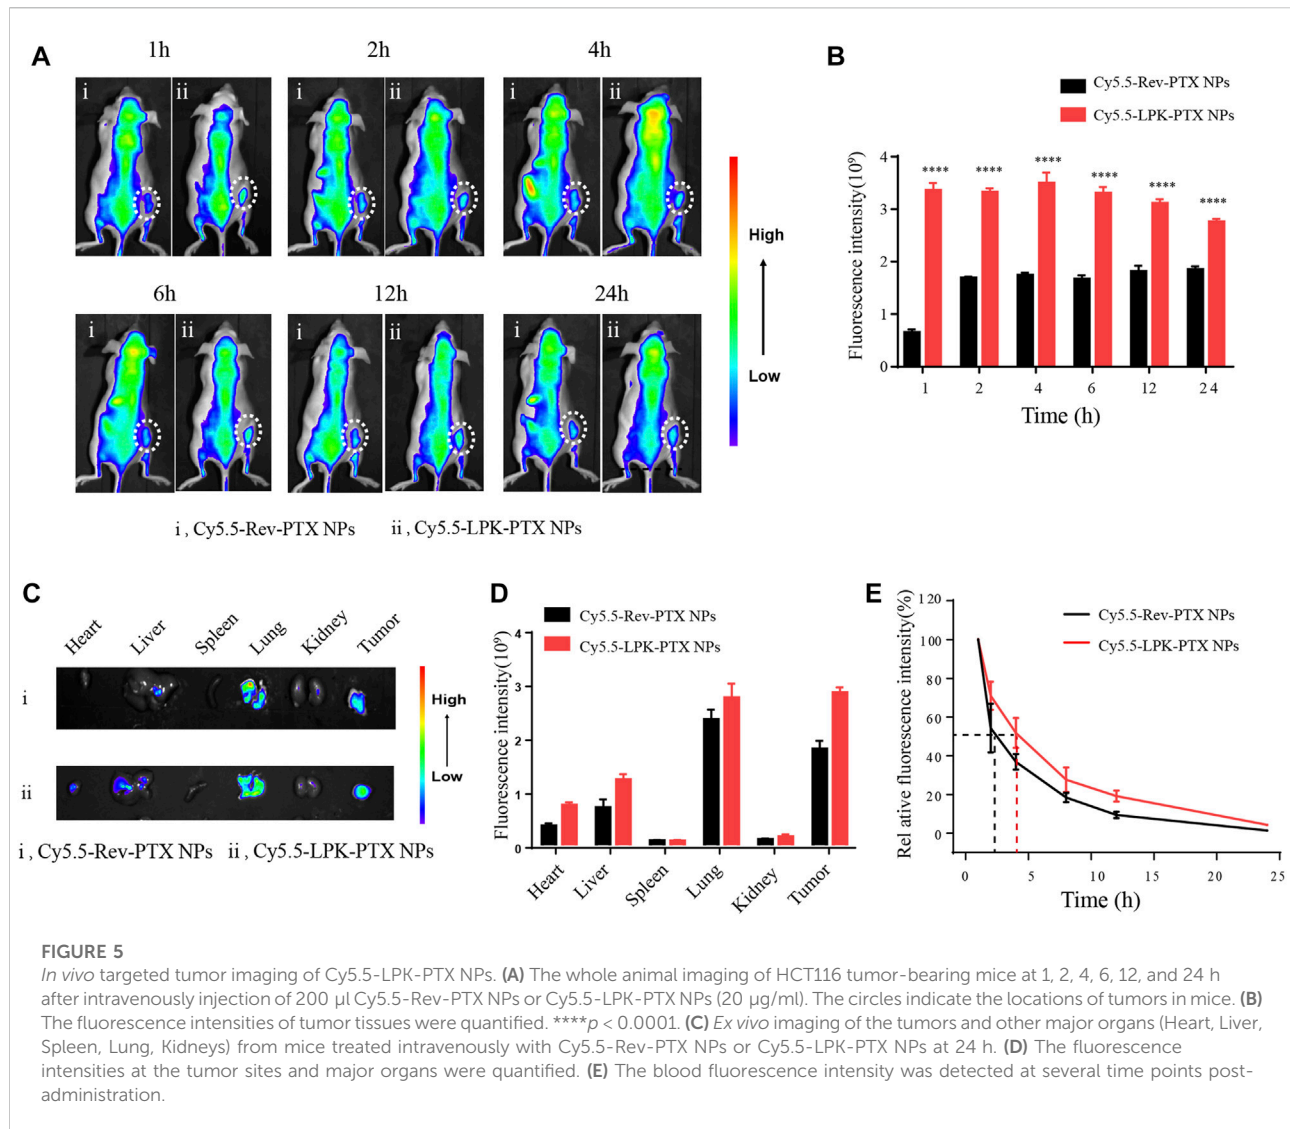 A
1h
2h
4h
i
ii
i
ii
i
ii
6h
12h
24h
i
ii
i
ii
i
ii
High
Low
i , Cy5.5-Rev-PTX NPs
ii , Cy5.5-LPK-PTX NPs
B
Cy5.5-Rev-PTX NPs
Cy5.5-LPK-PTX NPs
Fluorescence intensity(10⁹)
4
3
2
1
0
****
****
****
****
****
****
1
2
4
6
12
24
Time (h)
C
Heart
Liver
Spleen
Lung
Kidney
Tumor
i
ii
High
Low
i , Cy5.5-Rev-PTX NPs
ii , Cy5.5-LPK-PTX NPs
D
Cy5.5-Rev-PTX NPs
Cy5.5-LPK-PTX NPs
Fluorescence intensity(10⁹)
4
3
2
1
0
Heart
Liver
Spleen
Lung
Kidney
Tumor
E
Cy5.5-Rev-PTX NPs
Cy5.5-LPK-PTX NPs
Rel ative fluorescence intensity(%)
120
100
80
60
40
20
0
0
5
10
15
20
25
Time (h)
FIGURE 5
In vivo targeted tumor imaging of Cy5.5-LPK-PTX NPs. (A) The whole animal imaging of HCT116 tumor-bearing mice at 1, 2, 4, 6, 12, and 24 h
after intravenously injection of 200 µl Cy5.5-Rev-PTX NPs or Cy5.5-LPK-PTX NPs (20 µg/ml). The circles indicate the locations of tumors in mice. (B)
The fluorescence intensities of tumor tissues were quantified. ****p < 0.0001. (C) Ex vivo imaging of the tumors and other major organs (Heart, Liver,
Spleen, Lung, Kidneys) from mice treated intravenously with Cy5.5-Rev-PTX NPs or Cy5.5-LPK-PTX NPs at 24 h. (D) The fluorescence
intensities at the tumor sites and major organs were quantified. (E) The blood fluorescence intensity was detected at several time points post-
administration.